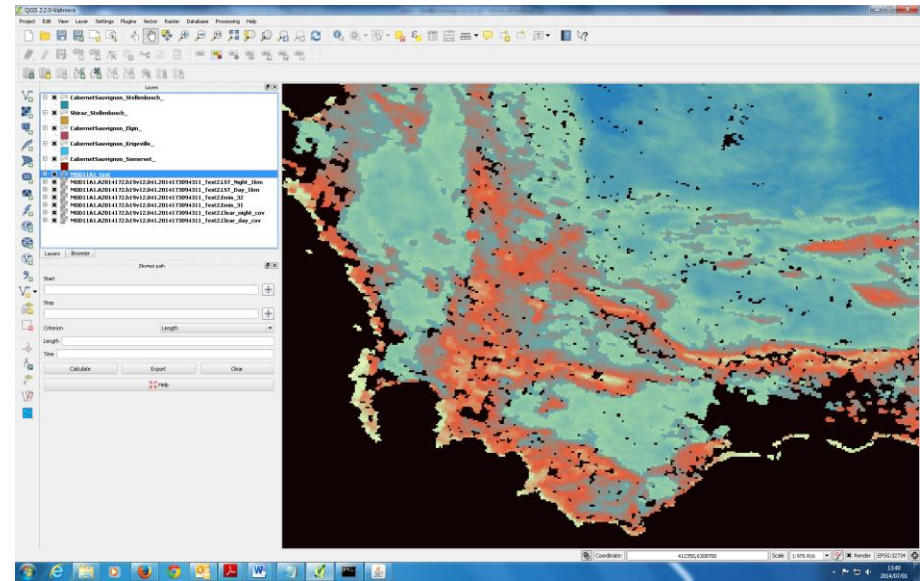 QGIS 2.2.0-Valmiera
Project Edit View Layer Settings Plugins Vector Raster Database Processing Help
Layers
CabernetSauvignon_Stellenbosch_
Shiraz_Stellenbosch_
CabernetSauvignon_Elgin_
CabernetSauvignon_Krigeville_
CabernetSauvignon_Somerset_
MOD11A1_test
MOD11A1.A2014172.h19v12.041.2014173094311_Test2.LST_Night_1km
MOD11A1.A2014172.h19v12.041.2014173094311_Test2.LST_Day_1km
MOD11A1.A2014172.h19v12.041.2014173094311_Test2.Emis_32
MOD11A1.A2014172.h19v12.041.2014173094311_Test2.Emis_31
MOD11A1.A2014172.h19v12.041.2014173094311_Test2.Clear_night_cov
MOD11A1.A2014172.h19v12.041.2014173094311_Test2.Clear_day_cov
Layers Browser
Shortest path
Start
Stop
Criterion Length
Length
Time
Calculate Export Clear
Help
Coordinate: Scale Render EPSG:32734
13:40
2014/07/01